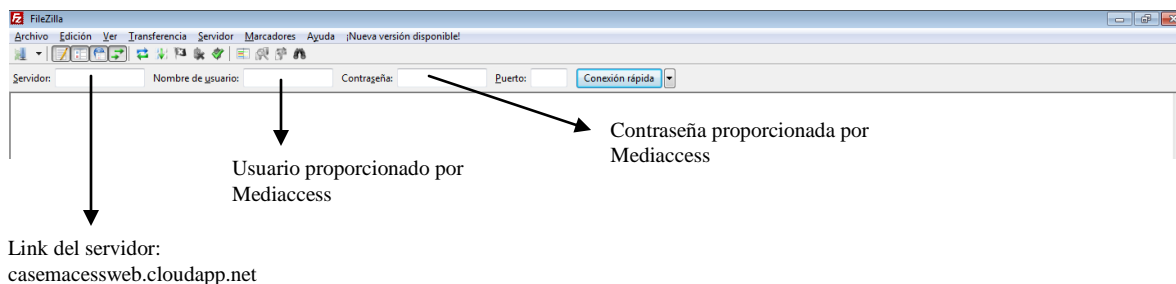 FileZilla
Archivo Edición Ver Transferencia Servidor Marcadores Ayuda ¡Nueva versión disponible!
Servidor: Nombre de usuario: Contraseña: Puerto: Conexión rápida
Contraseña proporcionada por
Mediaccess
Usuario proporcionado por
Mediaccess
Link del servidor:
casemacessweb.cloudapp.net